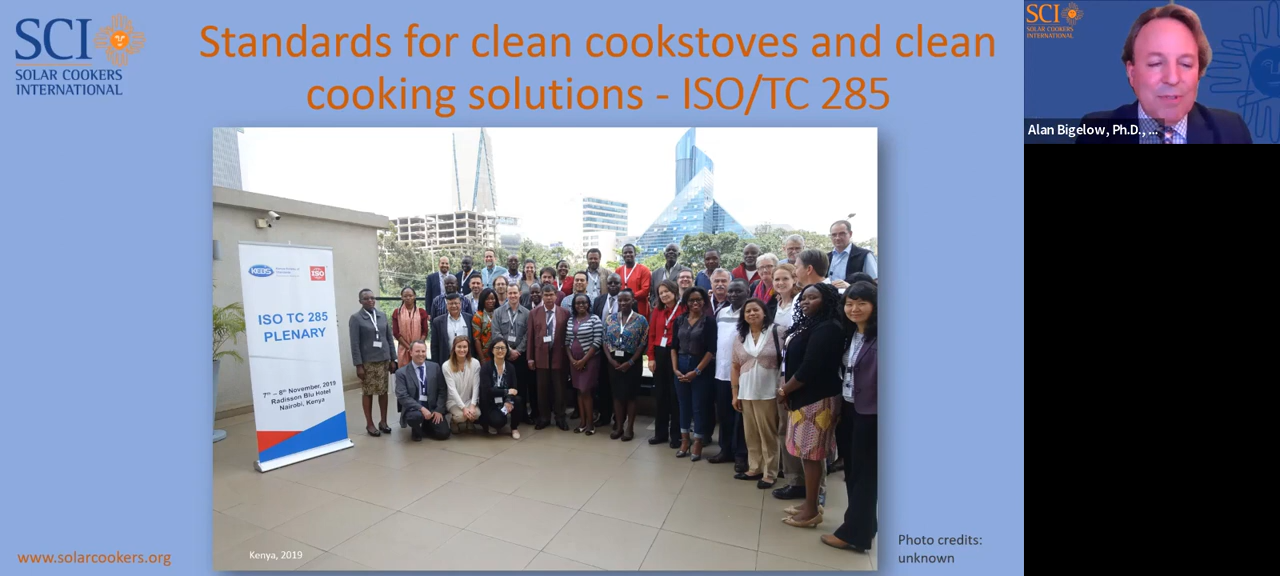 SCI
SOLAR COOKERS
INTERNATIONAL
Standards for clean cookstoves and clean
cooking solutions - ISO/TC 285
KEBS
ISO
ISO TC 285
PLENARY
7th – 8th November, 2019
Radisson Blu Hotel
Nairobi, Kenya
Kenya, 2019
www.solarcookers.org
Photo credits:
unknown
SCI
SOLAR COOKERS
INTERNATIONAL
Alan Bigelow, Ph.D., ...